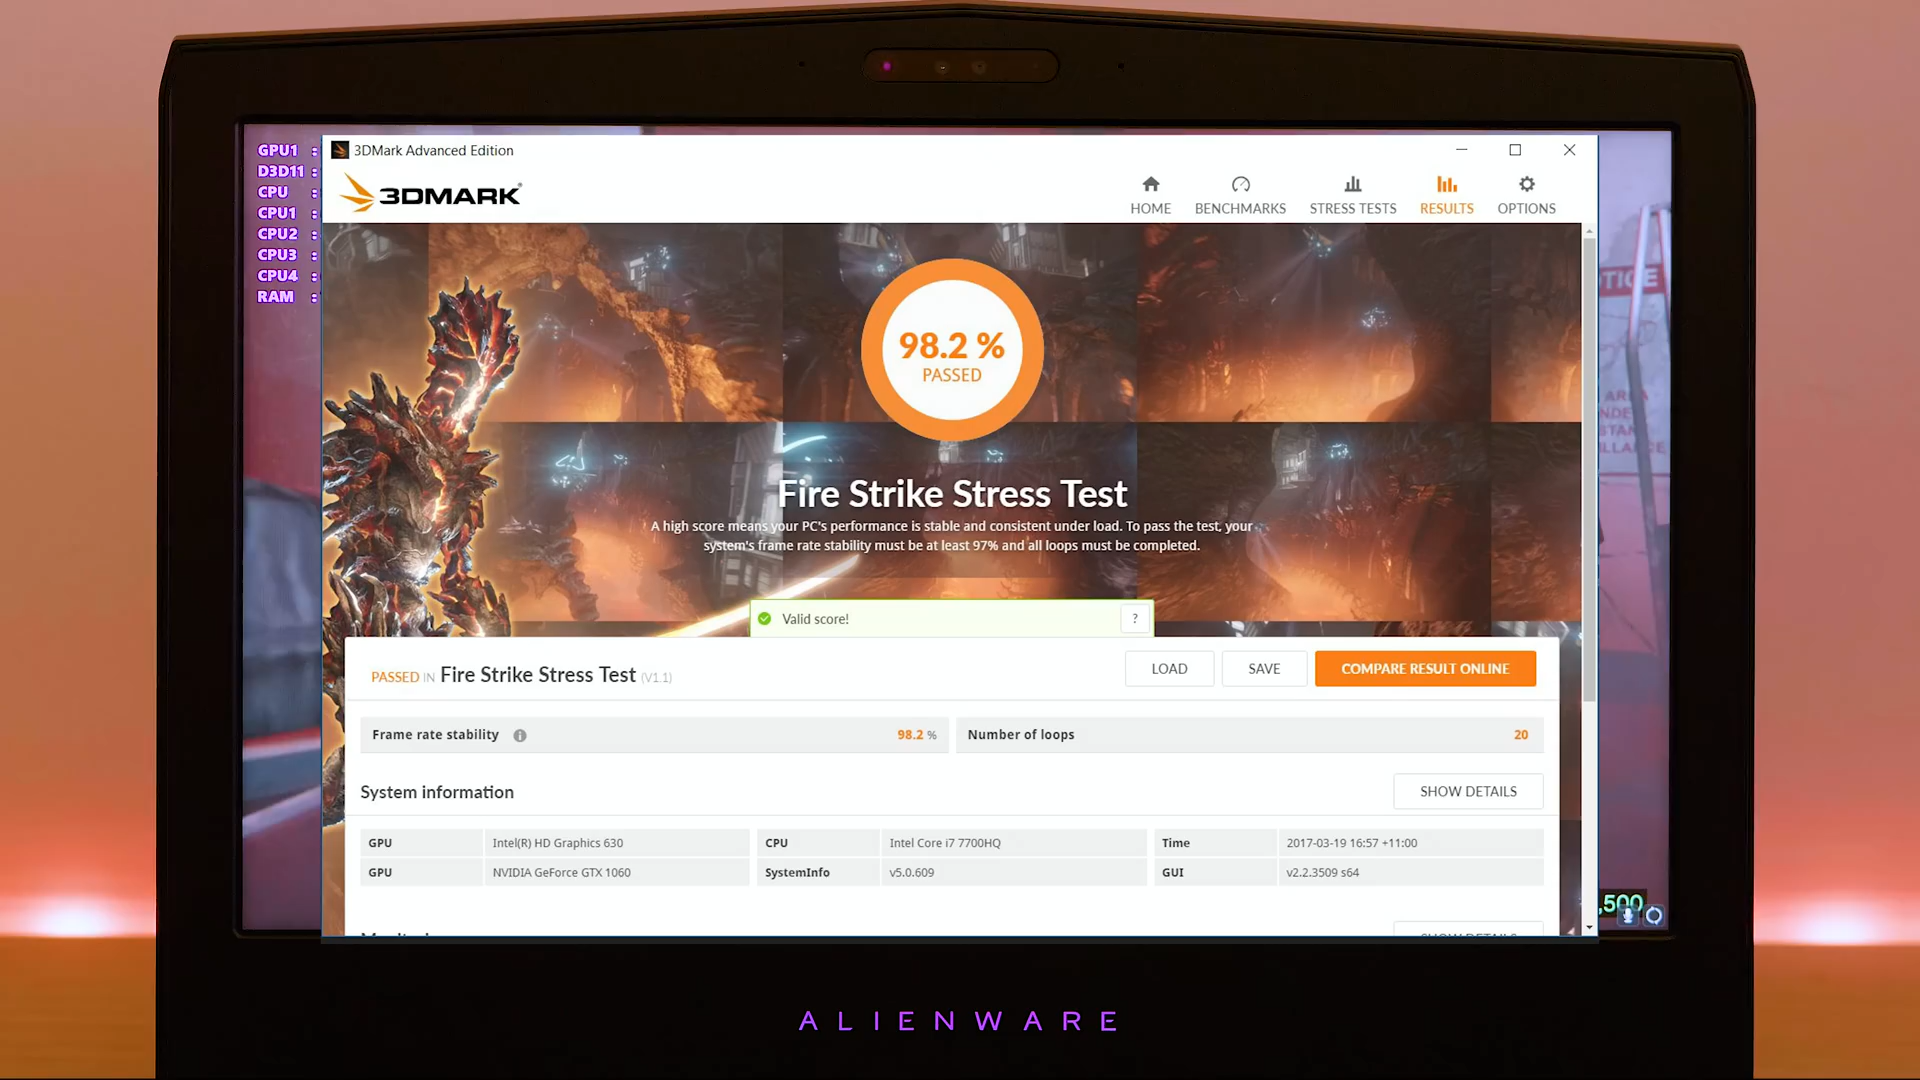 GPU1 :
D3D11 :
CPU :
CPU1 :
CPU2 :
CPU3 :
CPU4 :
RAM :
3DMark Advanced Edition
3DMARK®
HOME
BENCHMARKS
STRESS TESTS
RESULTS
OPTIONS
98.2 %
PASSED
Fire Strike Stress Test
A high score means your PC's performance is stable and consistent under load. To pass the test, your
system's frame rate stability must be at least 97% and all loops must be completed.
Valid score!
?
PASSED IN Fire Strike Stress Test (V1.1)
LOAD
SAVE
COMPARE RESULT ONLINE
Frame rate stability i 98.2 %
Number of loops 20
System information
SHOW DETAILS
GPU Intel(R) HD Graphics 630
CPU Intel Core i7 7700HQ
Time 2017-03-19 16:57 +11:00
GPU NVIDIA GeForce GTX 1060
SystemInfo v5.0.609
GUI v2.2.3509 s64
SHOW DETAILS
,500
ALIENWARE